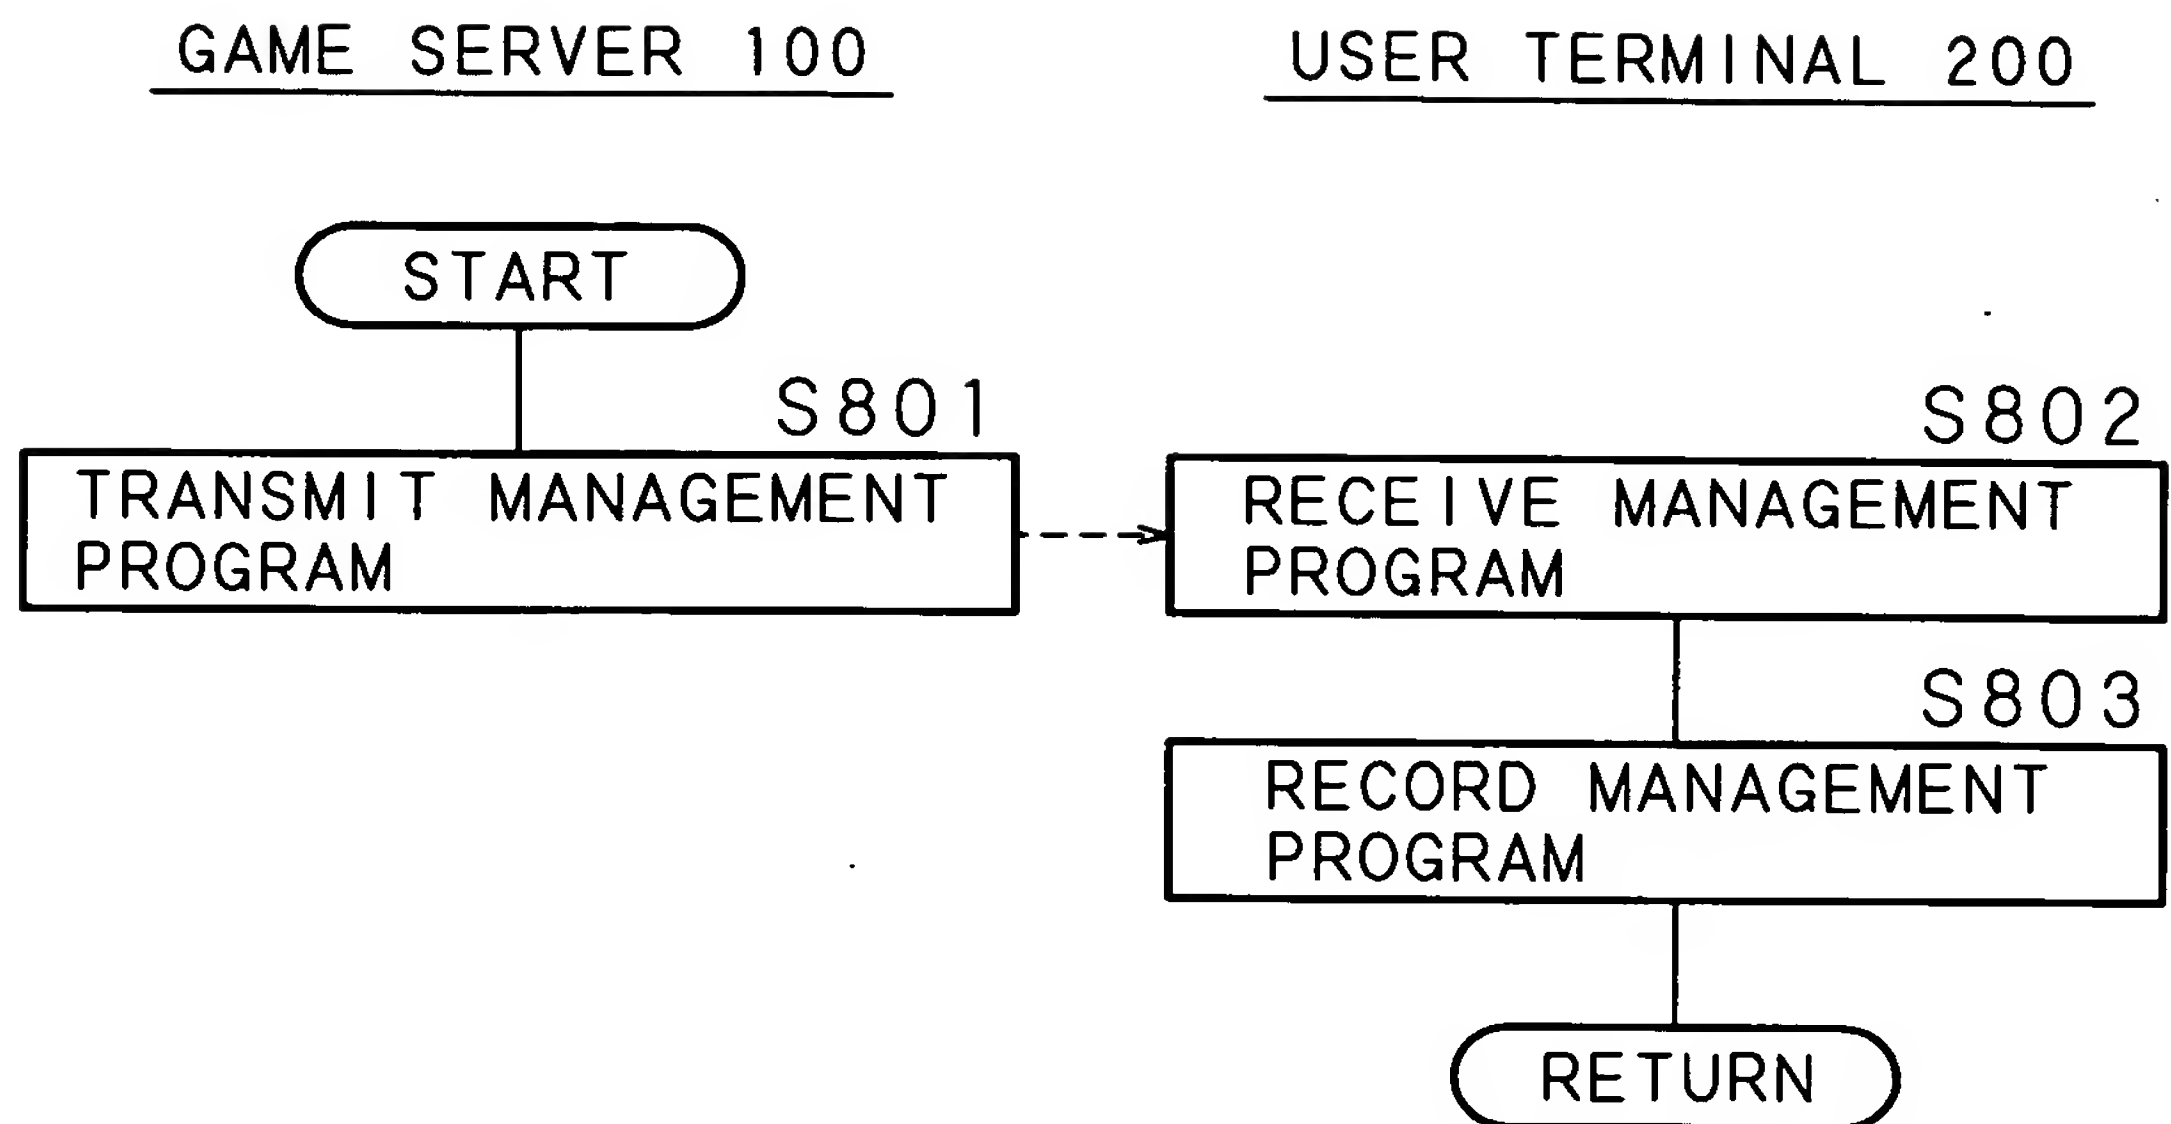 GAME SERVER 100
USER TERMINAL 200
START
S801
TRANSMIT MANAGEMENT
PROGRAM
S802
RECEIVE MANAGEMENT
PROGRAM
S803
RECORD MANAGEMENT
PROGRAM
RETURN